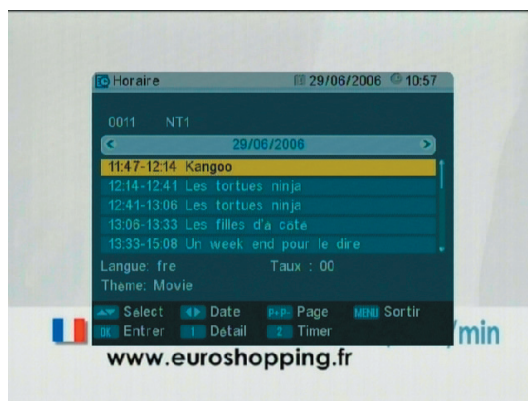 Horaire 29/06/2006 10:57
0011 NT1
29/06/2006
11:47-12:14 Kangoo
12:14-12:41 Les tortues ninja
12:41-13:06 Les tortues ninja
13:06-13:33 Les filles d'a cote
13:33-15:08 Un week end pour le dire
Langue: fre Taux : 00
Theme: Movie
Select Date P+P- Page MENU Sortir
OK Entrer 1 Detail 2 Timer
/min
www.euroshopping.fr